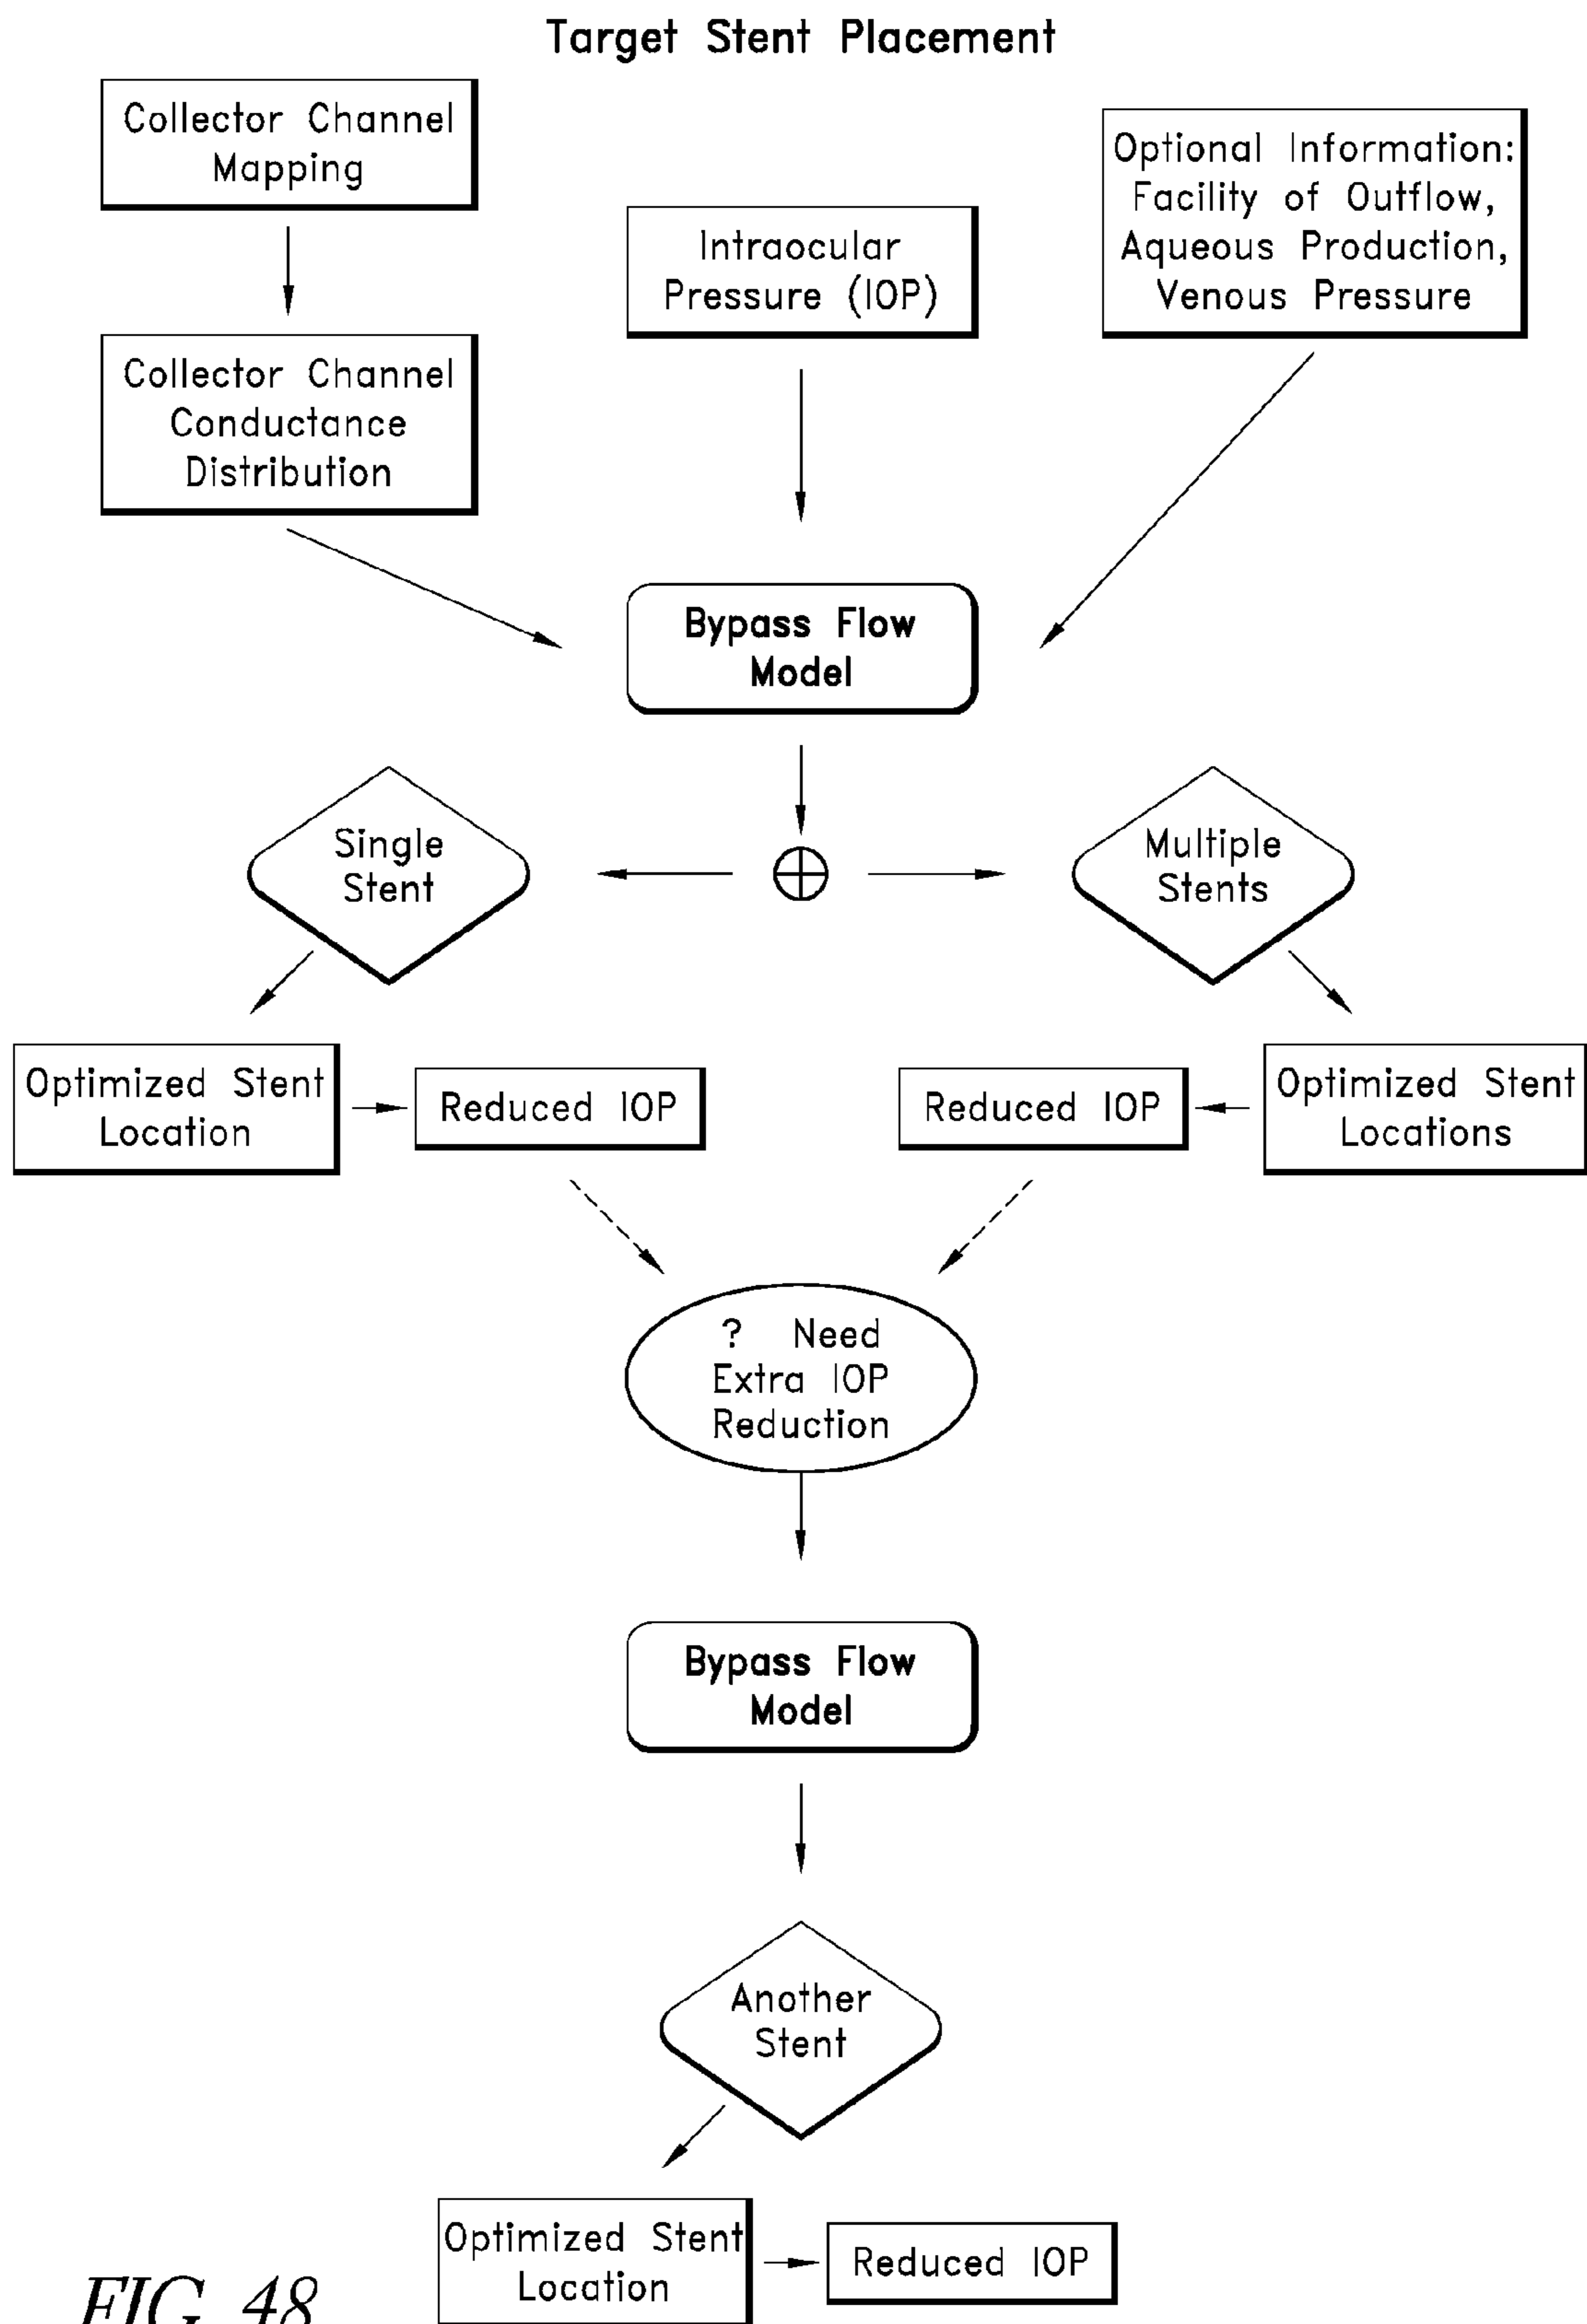 Target Stent Placement
Collector Channel
Mapping
Intraocular
Pressure (IOP)
Optional Information:
Facility of Outflow,
Aqueous Production,
Venous Pressure
Collector Channel
Conductance
Distribution
Bypass Flow
Model
Single
Stent
Multiple
Stents
Optimized Stent
Location
Reduced IOP
Reduced IOP
Optimized Stent
Locations
? Need
Extra IOP
Reduction
Bypass Flow
Model
Another
Stent
Optimized Stent
Location
Reduced IOP
FIG. 48